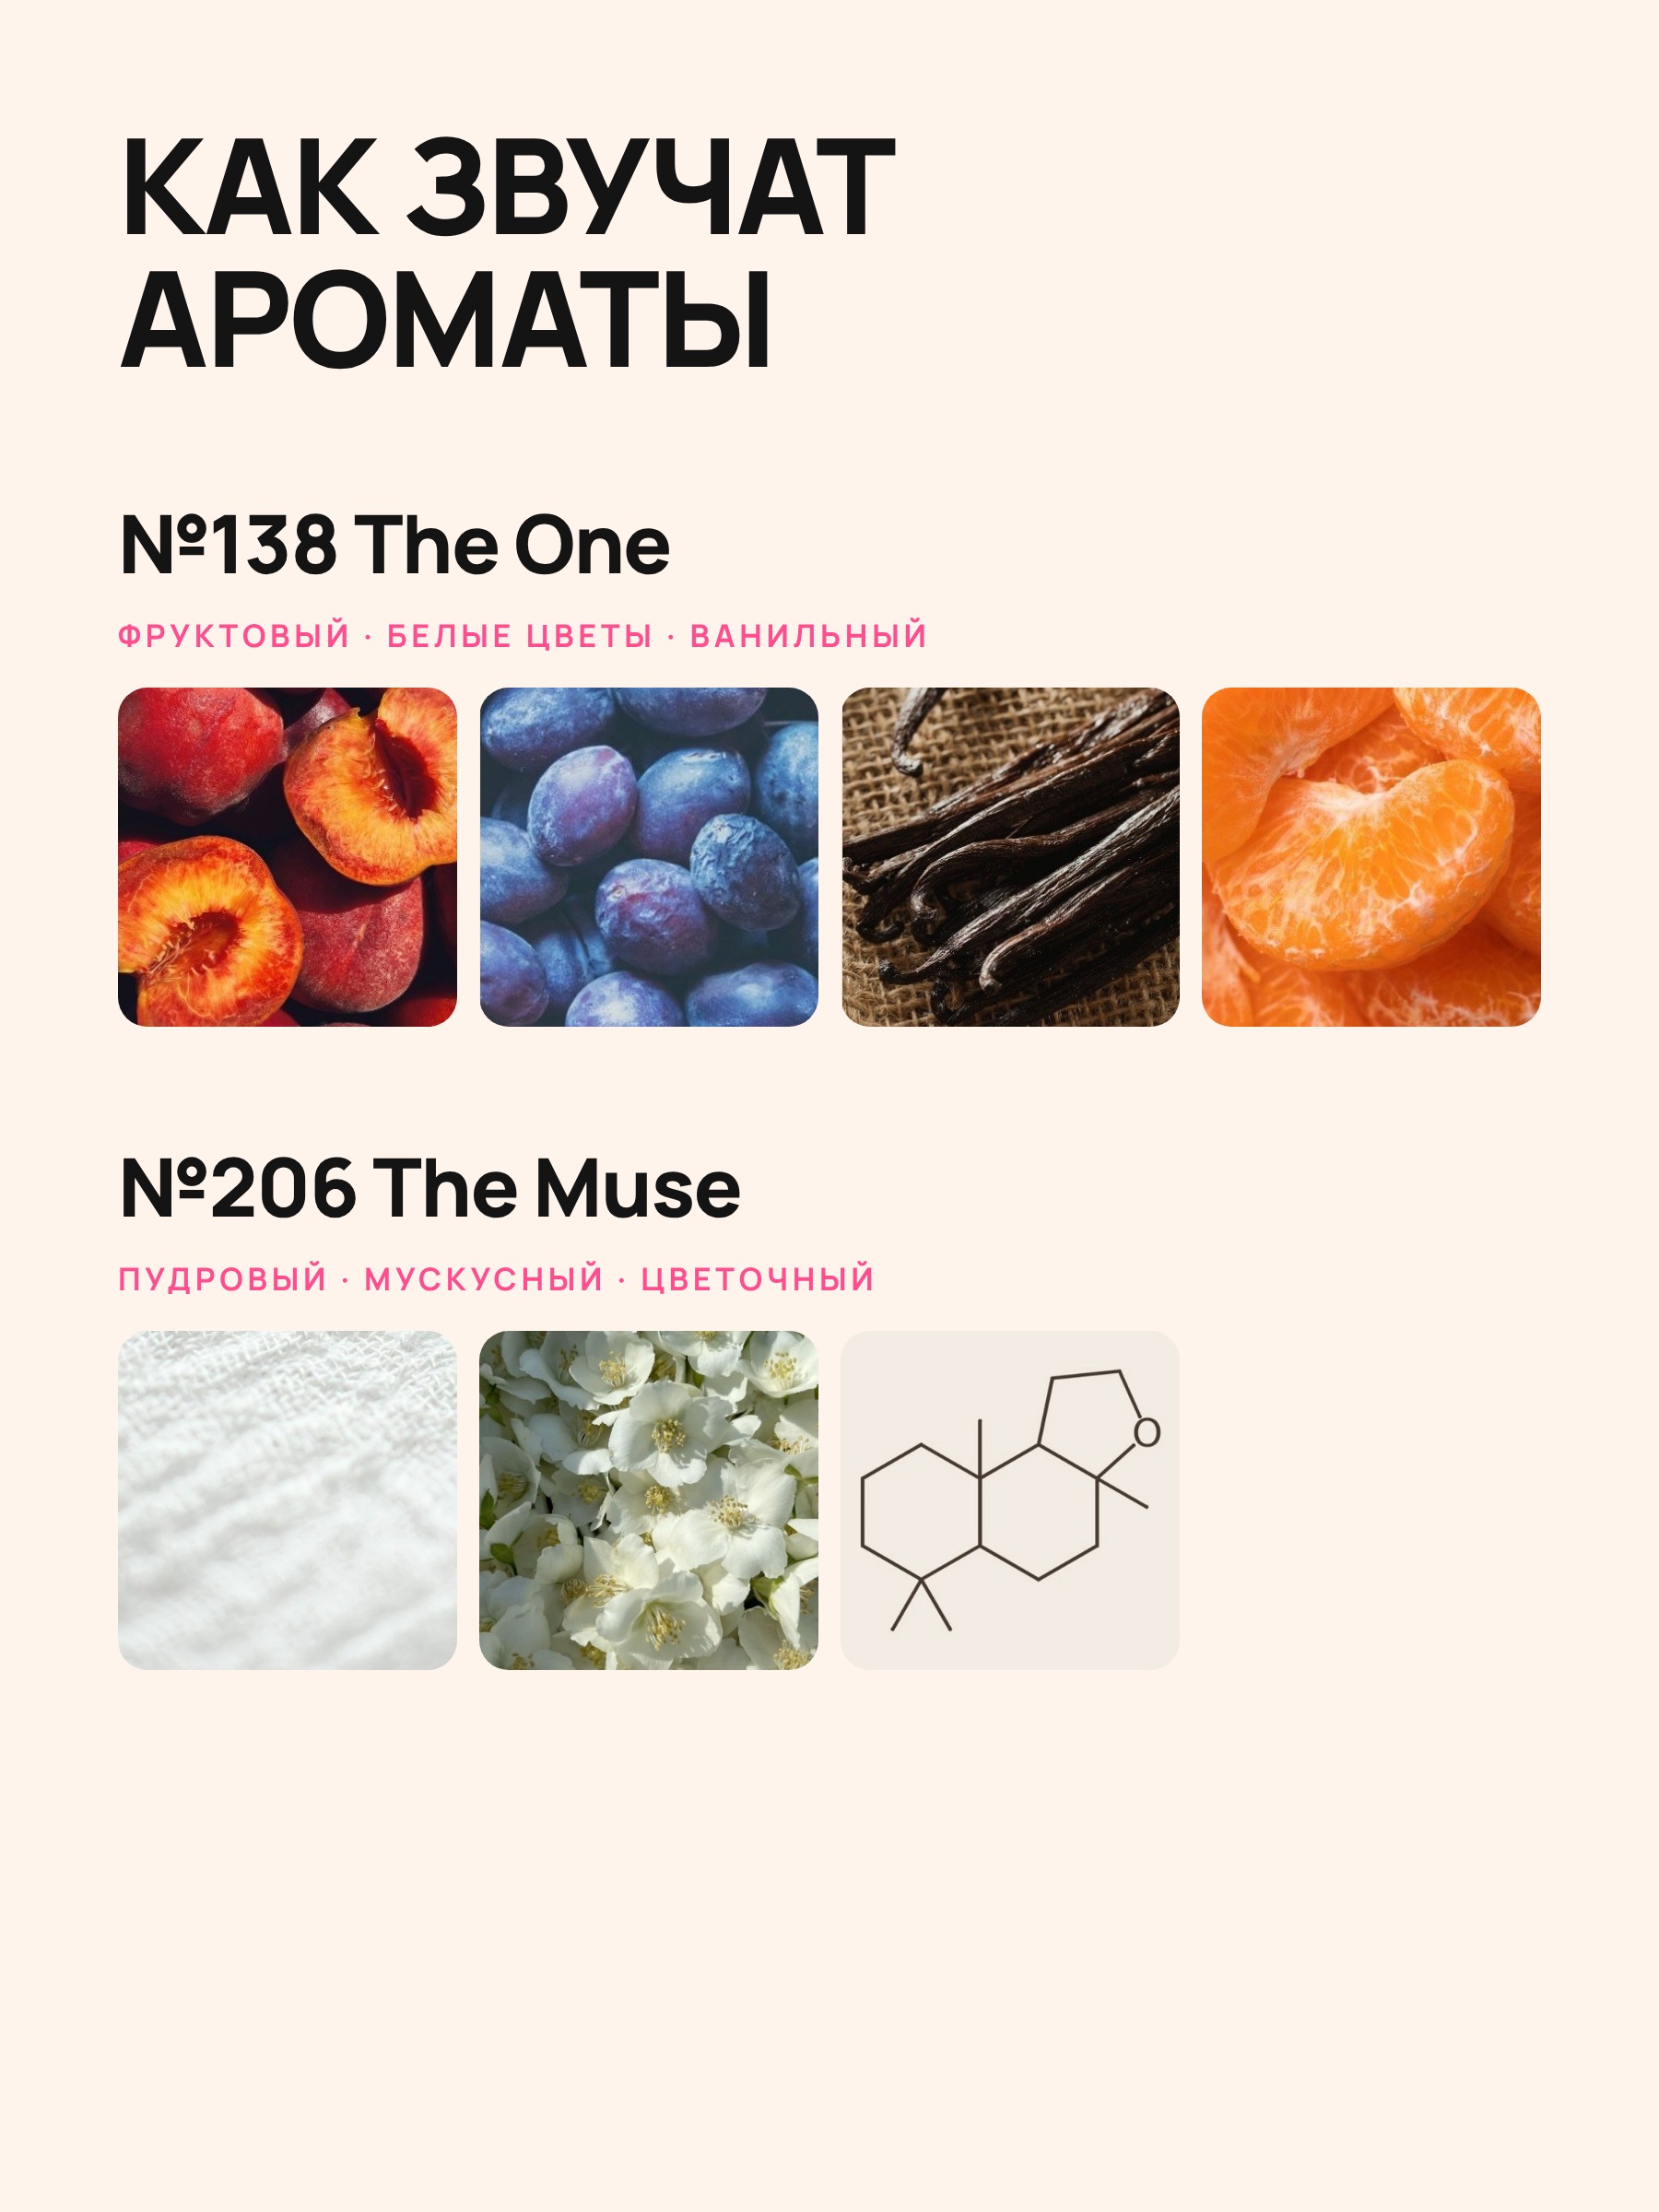 КАК ЗВУЧАТ
АРОМАТЫ
№138 The One
ФРУКТОВЫЙ · БЕЛЫЕ ЦВЕТЫ · ВАНИЛЬНЫЙ
№206 The Muse
ПУДРОВЫЙ · МУСКУСНЫЙ · ЦВЕТОЧНЫЙ
O